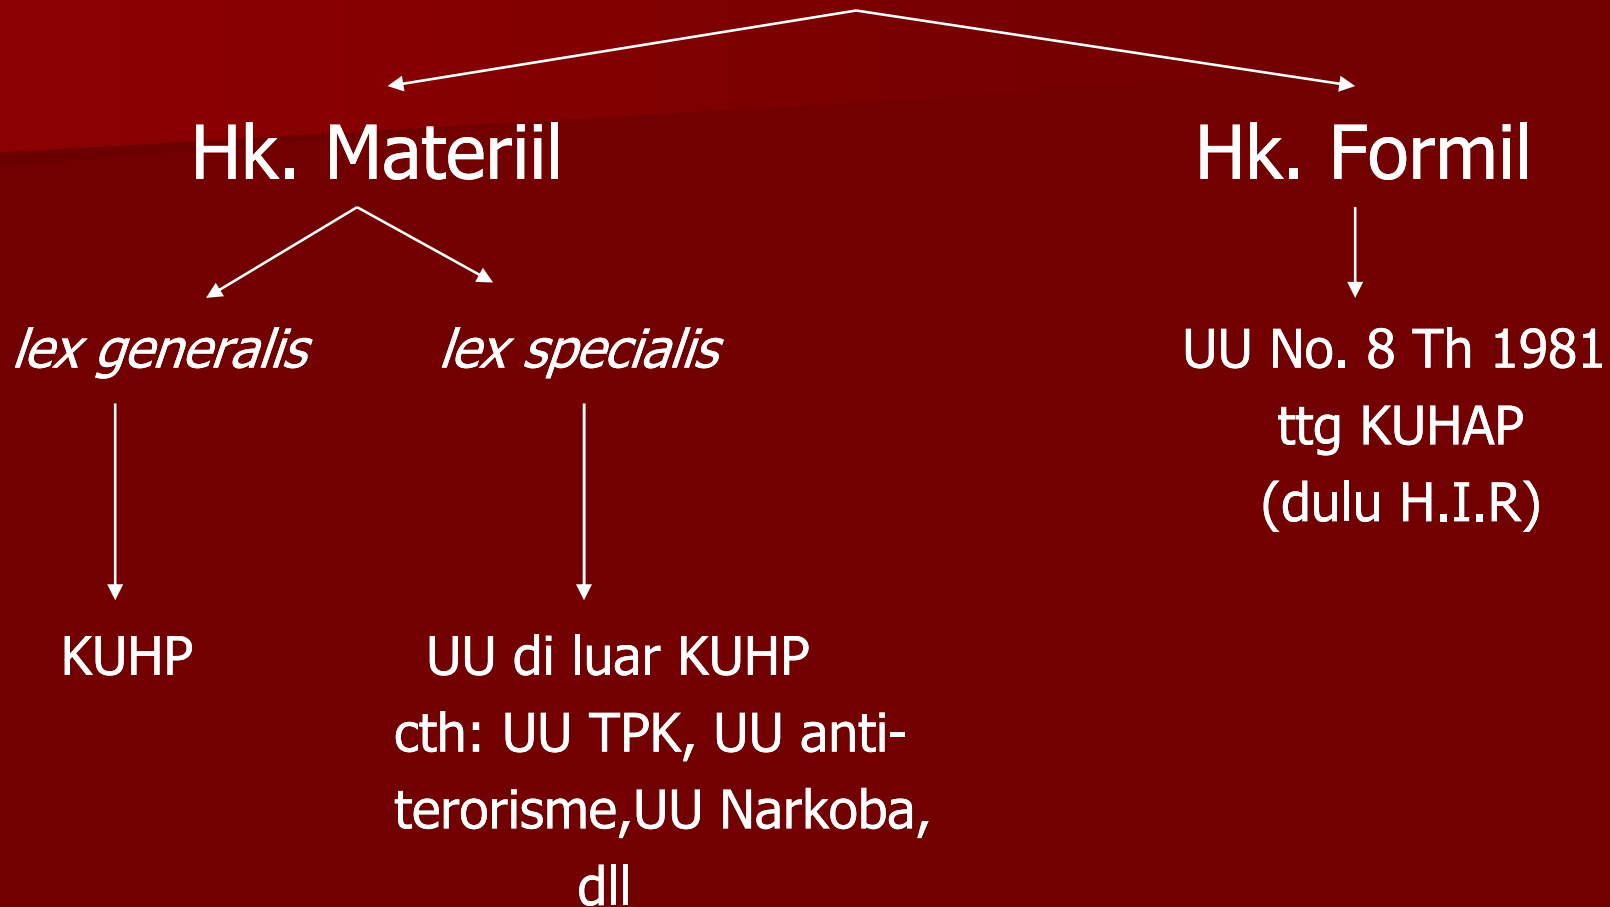 Hk. Materiil
Hk. Formil
lex generalis
lex specialis
UU No. 8 Th 1981
ttg KUHAP
(dulu H.I.R)
KUHP
UU di luar KUHP
cth: UU TPK, UU anti-
terorisme,UU Narkoba,
dll